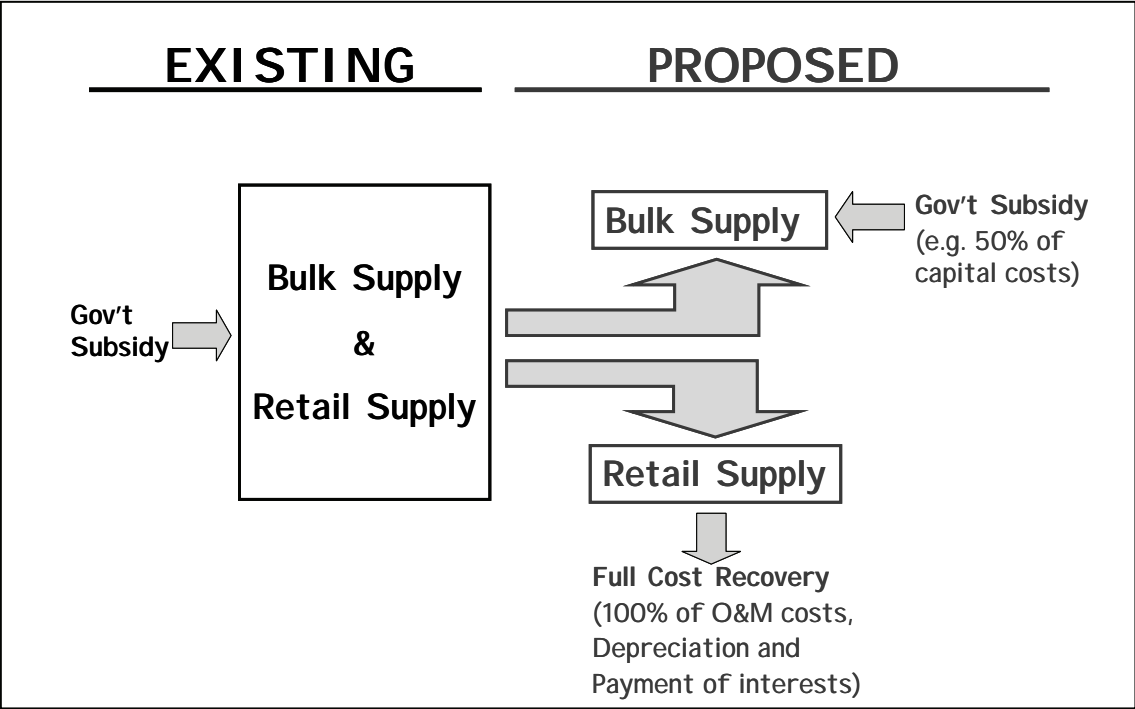 EXISTING
PROPOSED
Gov't
Subsidy
Bulk Supply
&
Retail Supply
Bulk Supply
Gov't Subsidy
(e.g. 50% of
capital costs)
Retail Supply
Full Cost Recovery
(100% of O&M costs,
Depreciation and
Payment of interests)